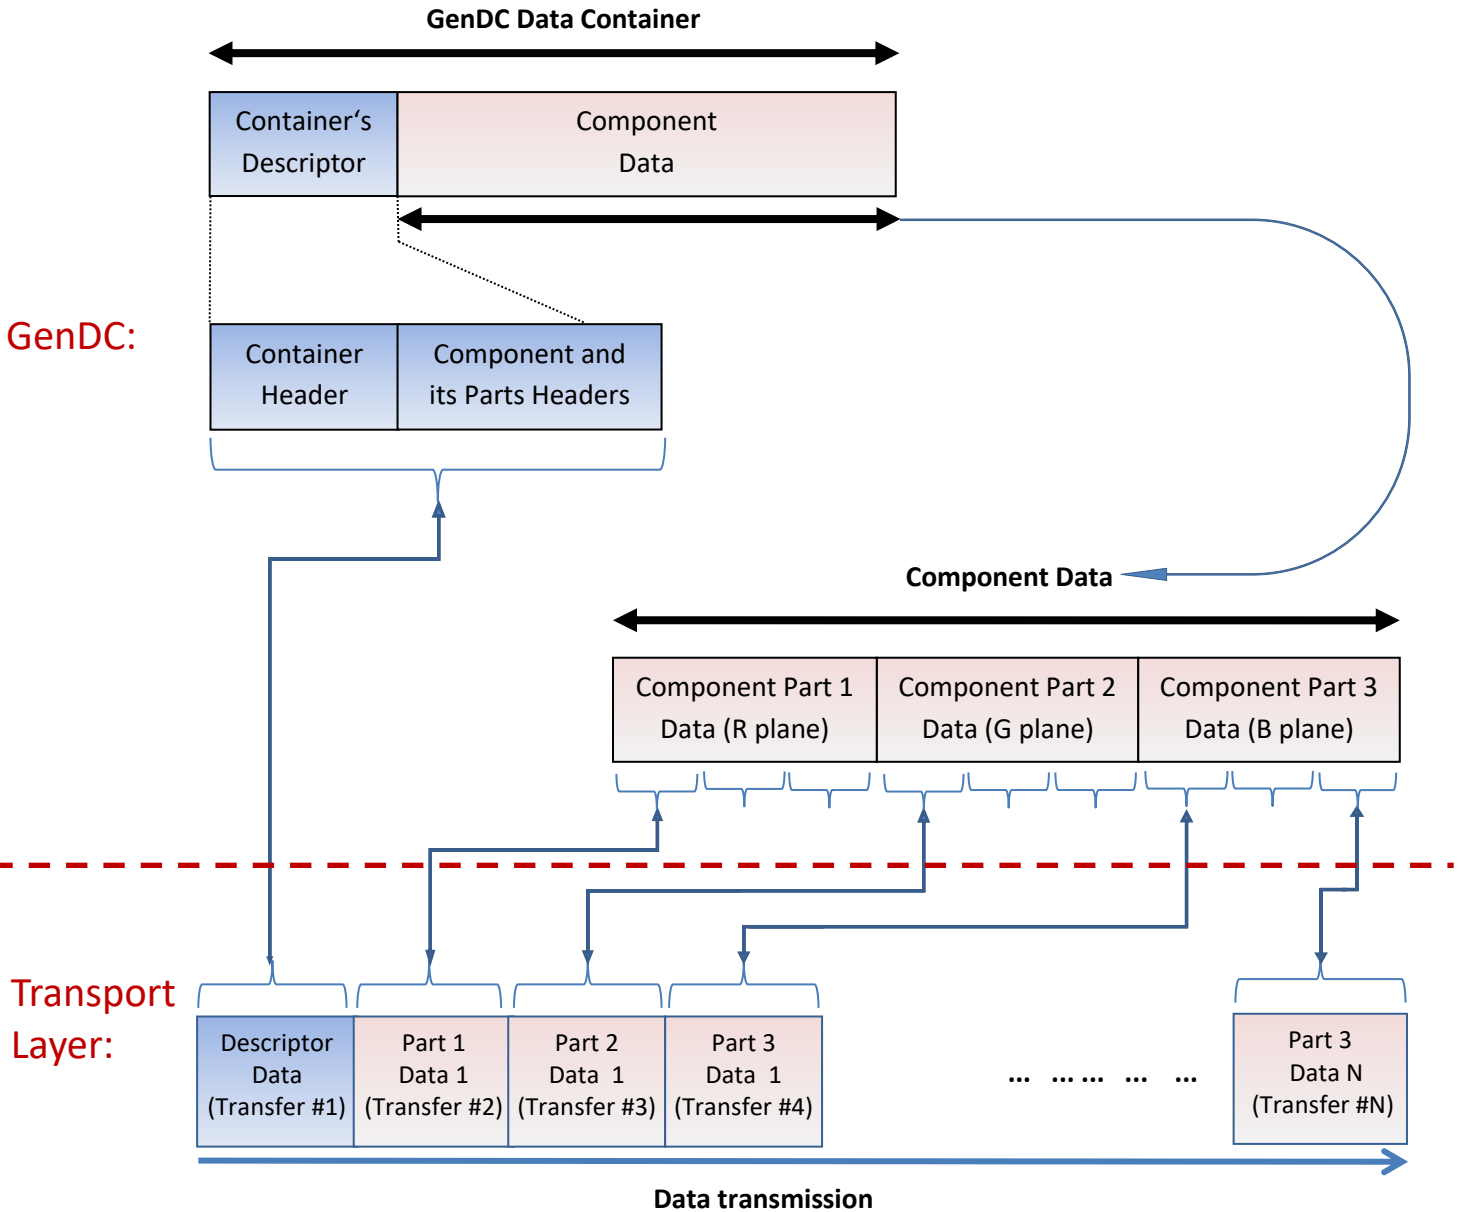 GenDC Data Container
Container‘s
Descriptor
Component
Data
GenDC:
Container
Header
Component and
its Parts Headers
Component Data
Component Part 1
Data (R plane)
Component Part 2
Data (G plane)
Component Part 3
Data (B plane)
Transport
Layer:
Descriptor
Data
(Transfer #1)
Part 1
Data 1
(Transfer #2)
Part 2
Data 1
(Transfer #3)
Part 3
Data 1
(Transfer #4)
... ... ... ... ...
Part 3
Data N
(Transfer #N)
Data transmission